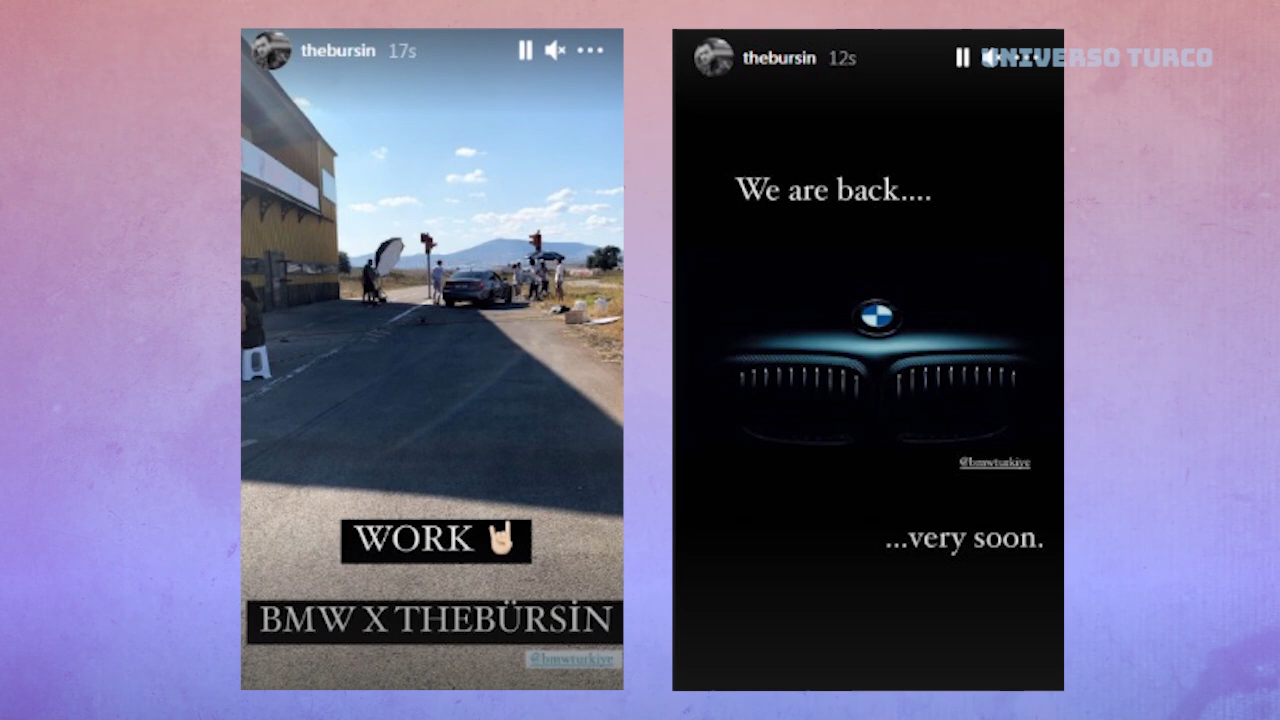 thebursin 17s
WORK 🤘🏻
BMW X THEBÜRSİN
@bmwturkiye
thebursin 12s
UNIVERSO TURCO
We are back....
@bmwturkiye
...very soon.